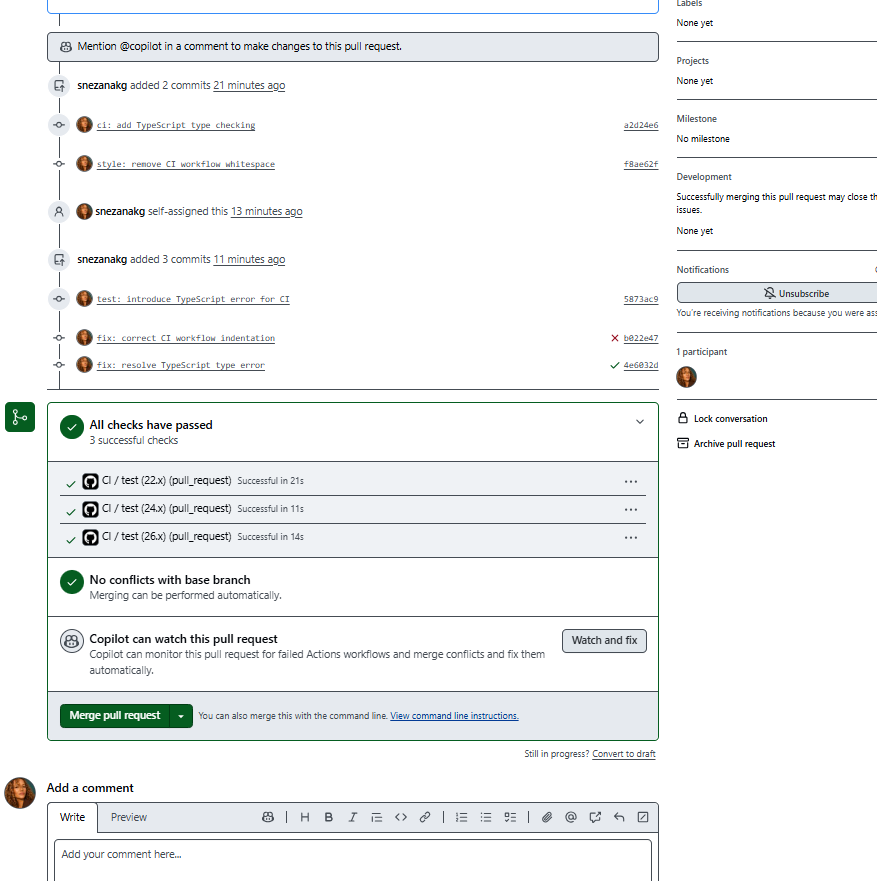 Mention @copilot in a comment to make changes to this pull request.
snezanakg added 2 commits 21 minutes ago
ci: add TypeScript type checking a2d24e6
style: remove CI workflow whitespace f8ae62f
snezanakg self-assigned this 13 minutes ago
snezanakg added 3 commits 11 minutes ago
test: introduce TypeScript error for CI 5873ac9
fix: correct CI workflow indentation b022e47
fix: resolve TypeScript type error 4e6032d
All checks have passed
3 successful checks
CI / test (22.x) (pull_request) Successful in 21s
CI / test (24.x) (pull_request) Successful in 11s
CI / test (26.x) (pull_request) Successful in 14s
No conflicts with base branch
Merging can be performed automatically.
Copilot can watch this pull request
Copilot can monitor this pull request for failed Actions workflows and merge conflicts and fix them
automatically.
Watch and fix
Merge pull request
You can also merge this with the command line. View command line instructions.
Still in progress? Convert to draft
Add a comment
Write Preview
H B I
Add your comment here...
Labels
None yet
Projects
None yet
Milestone
No milestone
Development
Successfully merging this pull request may close th
issues.
None yet
Notifications
Unsubscribe
You're receiving notifications because you were ass
1 participant
Lock conversation
Archive pull request